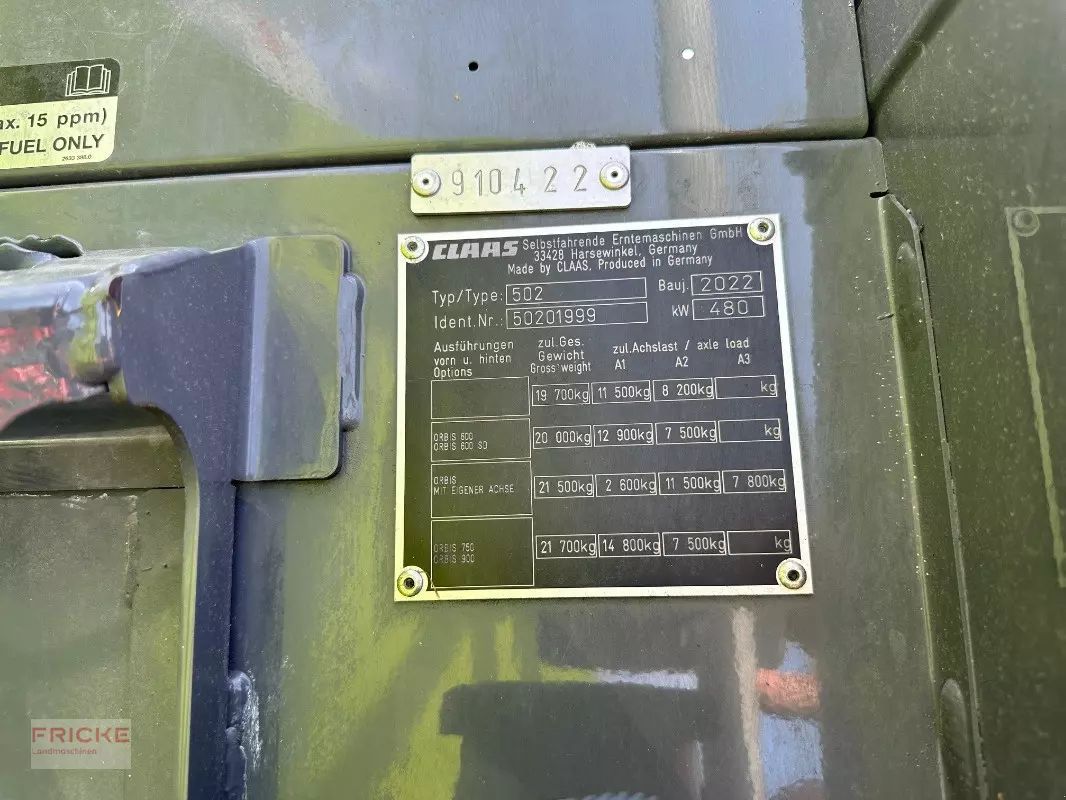 ax. 15 ppm)
FUEL ONLY
2633 398.0
910422
CLAAS Selbstfahrende Erntemaschinen GmbH
33428 Harsewinkel, Germany
Made by CLAAS. Produced in Germany
Typ/Type: 502 Bauj. 2022
Ident.Nr.: 50201999 kW 480
Ausführungen
vorn u. hinten
Options
zul.Ges.
Gewicht
Gross weight
zul.Achslast / axle load
A1 A2 A3
19 700kg 11 500kg 8 200kg kg
ORBIS 600
ORBIS 600 SD
20 000kg 12 900kg 7 500kg kg
ORBIS
MIT EIGENER ACHSE
21 500kg 2 600kg 11 500kg 7 800kg
ORBIS 750
ORBIS 900
21 700kg 14 800kg 7 500kg kg
FRICKE
Landmaschinen